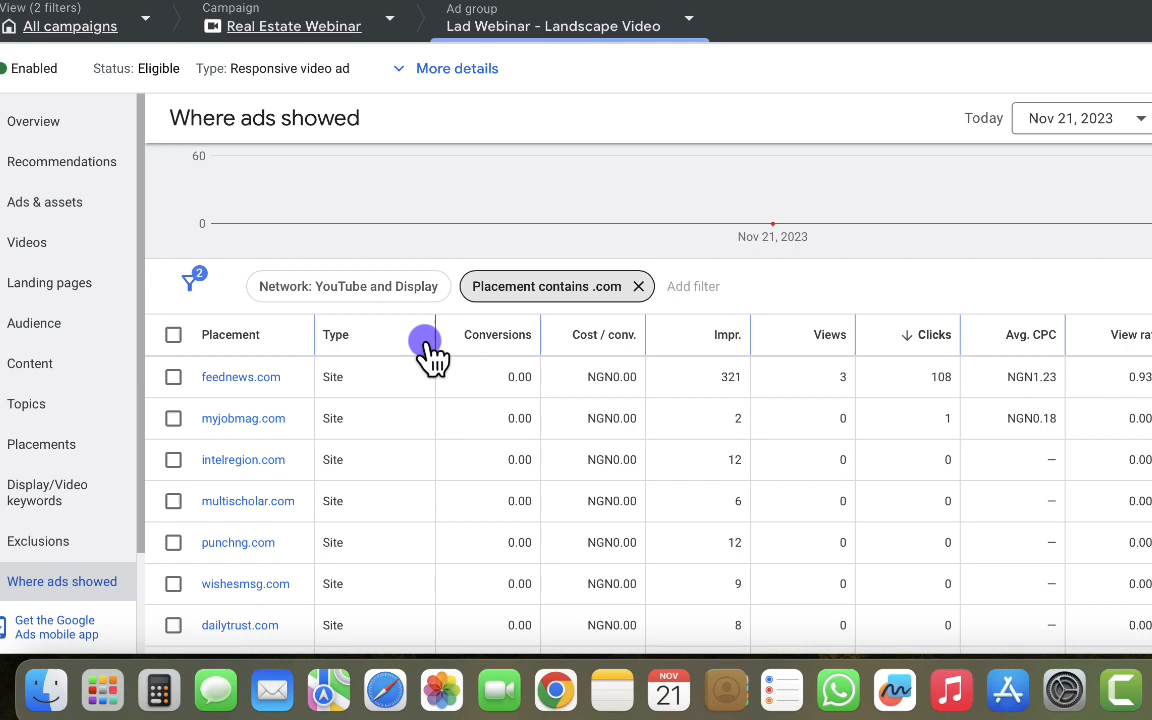 View (2 filters)
All campaigns
Campaign
Real Estate Webinar
Ad group
Lad Webinar - Landscape Video
Enabled
Status: Eligible
Type: Responsive video ad
More details
Overview
Recommendations
Ads & assets
Videos
Landing pages
Audience
Content
Topics
Placements
Display/Video
keywords
Exclusions
Where ads showed
Get the Google
Ads mobile app
Where ads showed
Today
Nov 21, 2023
60
0
Nov 21, 2023
2
Network: YouTube and Display
Placement contains .com
Add filter
Placement Type Conversions Cost / conv. Impr. Views Clicks Avg. CPC View ra
feednews.com Site 0.00 NGN0.00 321 3 108 NGN1.23 0.93
myjobmag.com Site 0.00 NGN0.00 2 0 1 NGN0.18 0.00
intelregion.com Site 0.00 NGN0.00 12 0 0 — 0.00
multischolar.com Site 0.00 NGN0.00 6 0 0 — 0.00
punchng.com Site 0.00 NGN0.00 12 0 0 — 0.00
wishesmsg.com Site 0.00 NGN0.00 9 0 0 — 0.00
dailytrust.com Site 0.00 NGN0.00 8 0 0 — 0.00
NOV
21